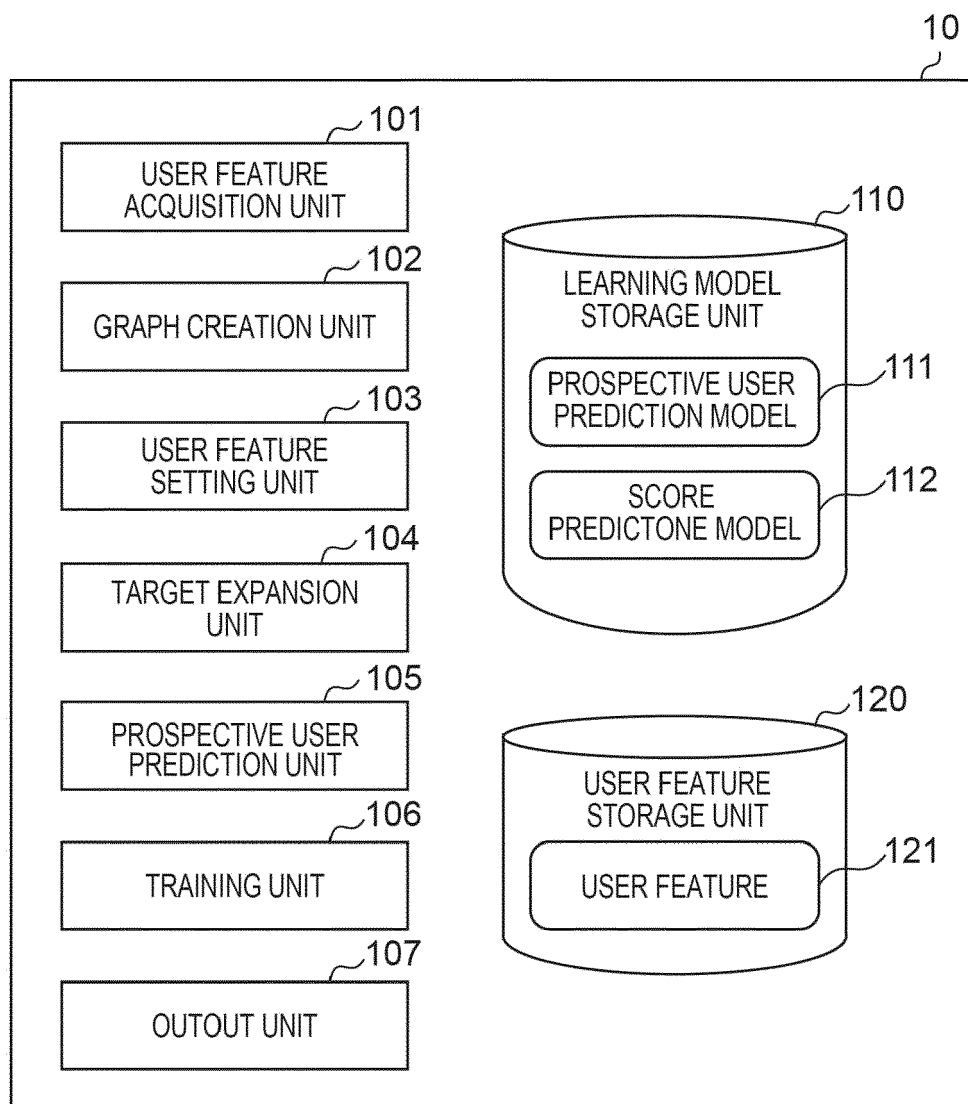 10
101
USER FEATURE
ACQUISITION UNIT
102
GRAPH CREATION UNIT
103
USER FEATURE
SETTING UNIT
104
TARGET EXPANSION
UNIT
105
PROSPECTIVE USER
PREDICTION UNIT
106
TRAINING UNIT
107
OUTOUT UNIT
110
LEARNING MODEL
STORAGE UNIT
111
PROSPECTIVE USER
PREDICTION MODEL
112
SCORE
PREDICTONE MODEL
120
USER FEATURE
STORAGE UNIT
121
USER FEATURE